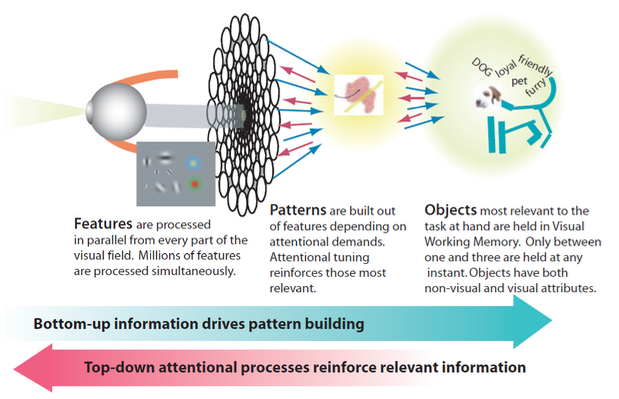 DOG loyal friendly
pet
furry
Features are processed
in parallel from every part of the
visual field. Millions of features
are processed simultaneously.
Patterns are built out
of features depending on
attentional demands.
Attentional tuning
reinforces those most
relevant.
Objects most relevant to the
task at hand are held in Visual
Working Memory. Only between
one and three are held at any
instant. Objects have both
non-visual and visual attributes.
Bottom-up information drives pattern building
Top-down attentional processes reinforce relevant information